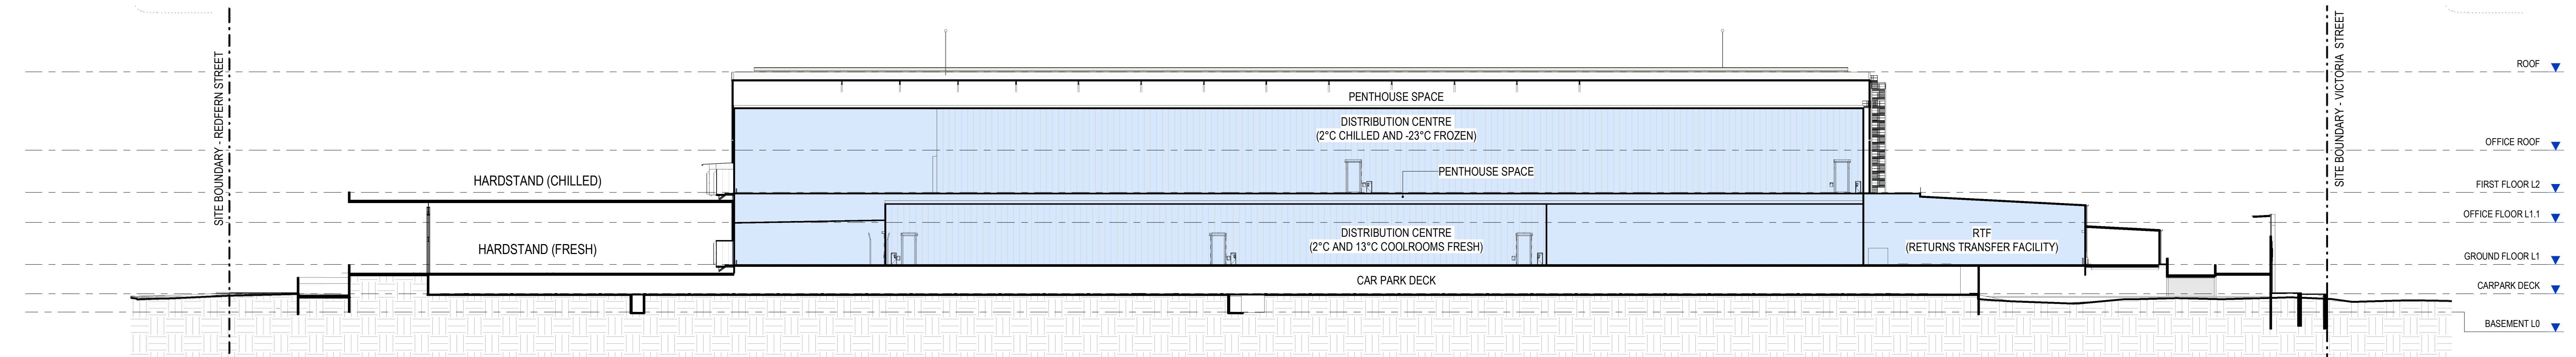 SITE BOUNDARY - REDFERN STREET
SITE BOUNDARY - VICTORIA STREET
ROOF
PENTHOUSE SPACE
DISTRIBUTION CENTRE
(2°C CHILLED AND -23°C FROZEN)
OFFICE ROOF
PENTHOUSE SPACE
HARDSTAND (CHILLED)
FIRST FLOOR L2
OFFICE FLOOR L1.1
DISTRIBUTION CENTRE
(2°C AND 13°C COOLROOMS FRESH)
RTF
(RETURNS TRANSFER FACILITY)
HARDSTAND (FRESH)
GROUND FLOOR L1
CAR PARK DECK
CARPARK DECK
BASEMENT L0